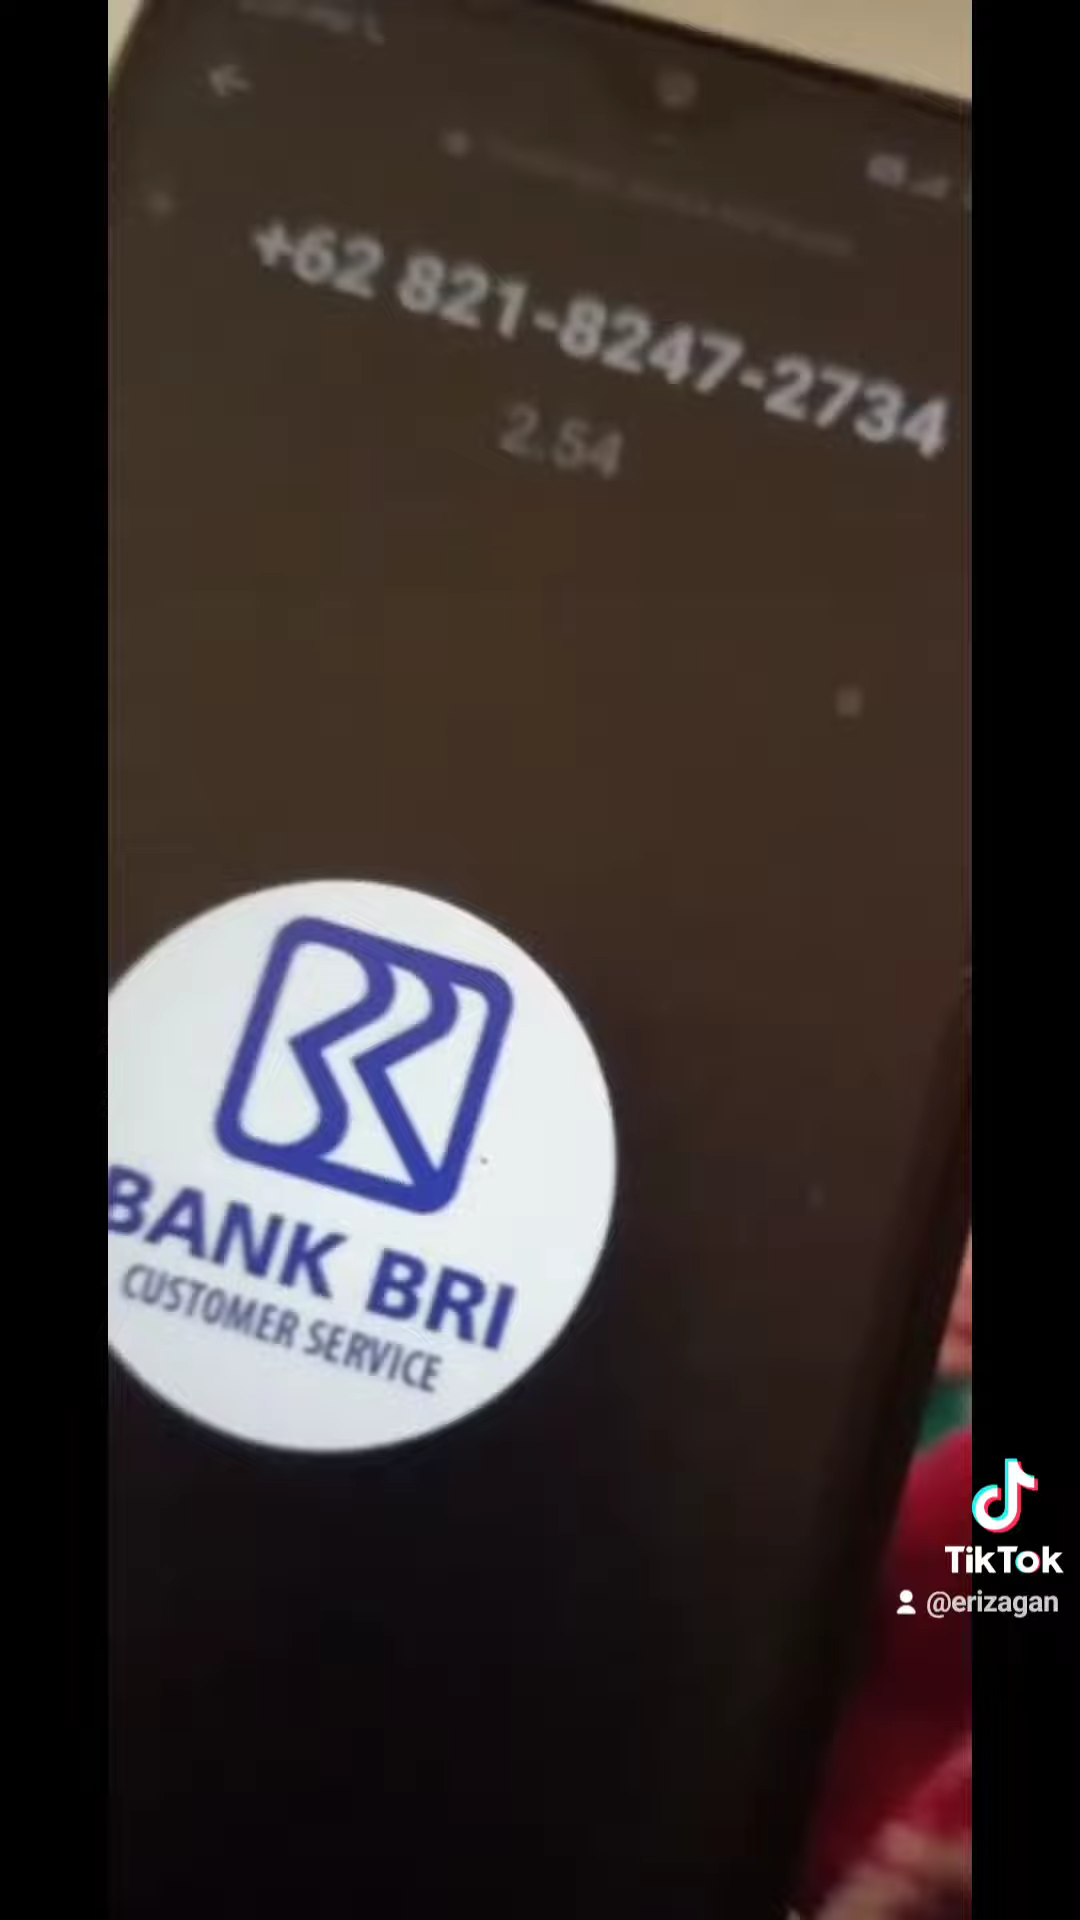 +62 821-8247-2734
2.54
BANK BRI
CUSTOMER SERVICE
TikTok
@erizagan